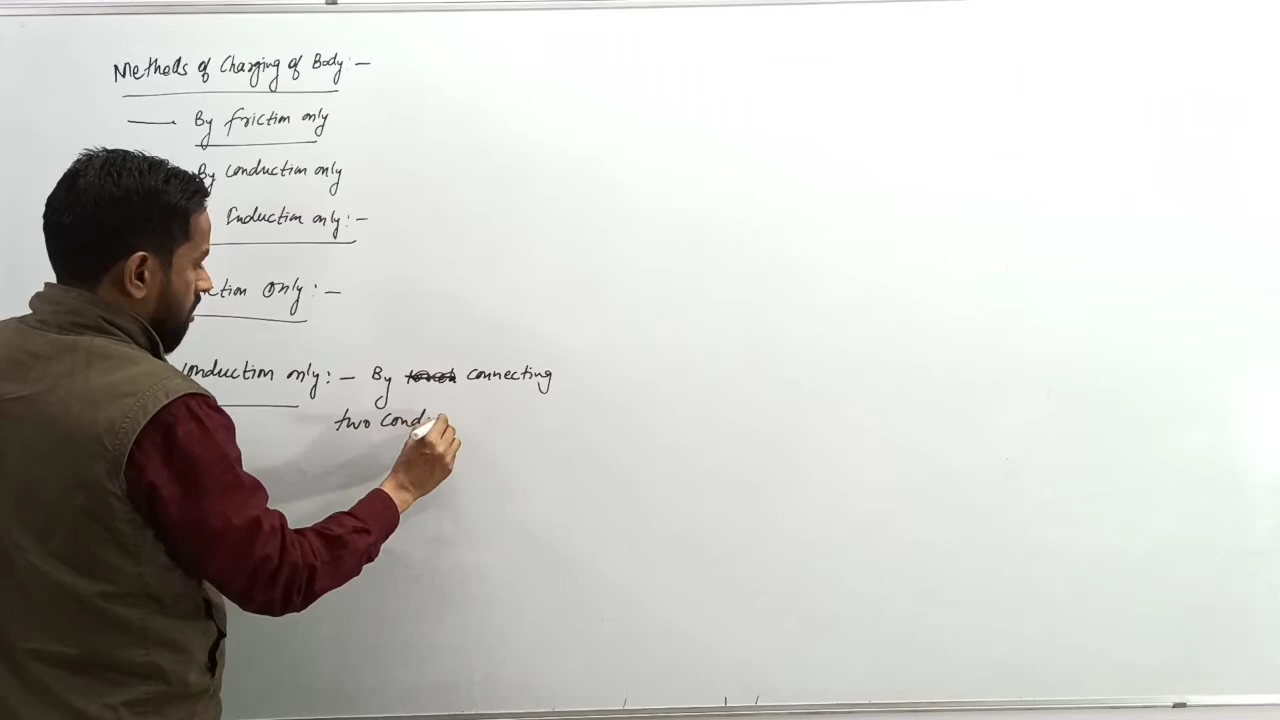 Methods of Charging of Body:-
— By friction only
By conduction only
Induction only:-
ction only:-
conduction only:- By connecting
two cond